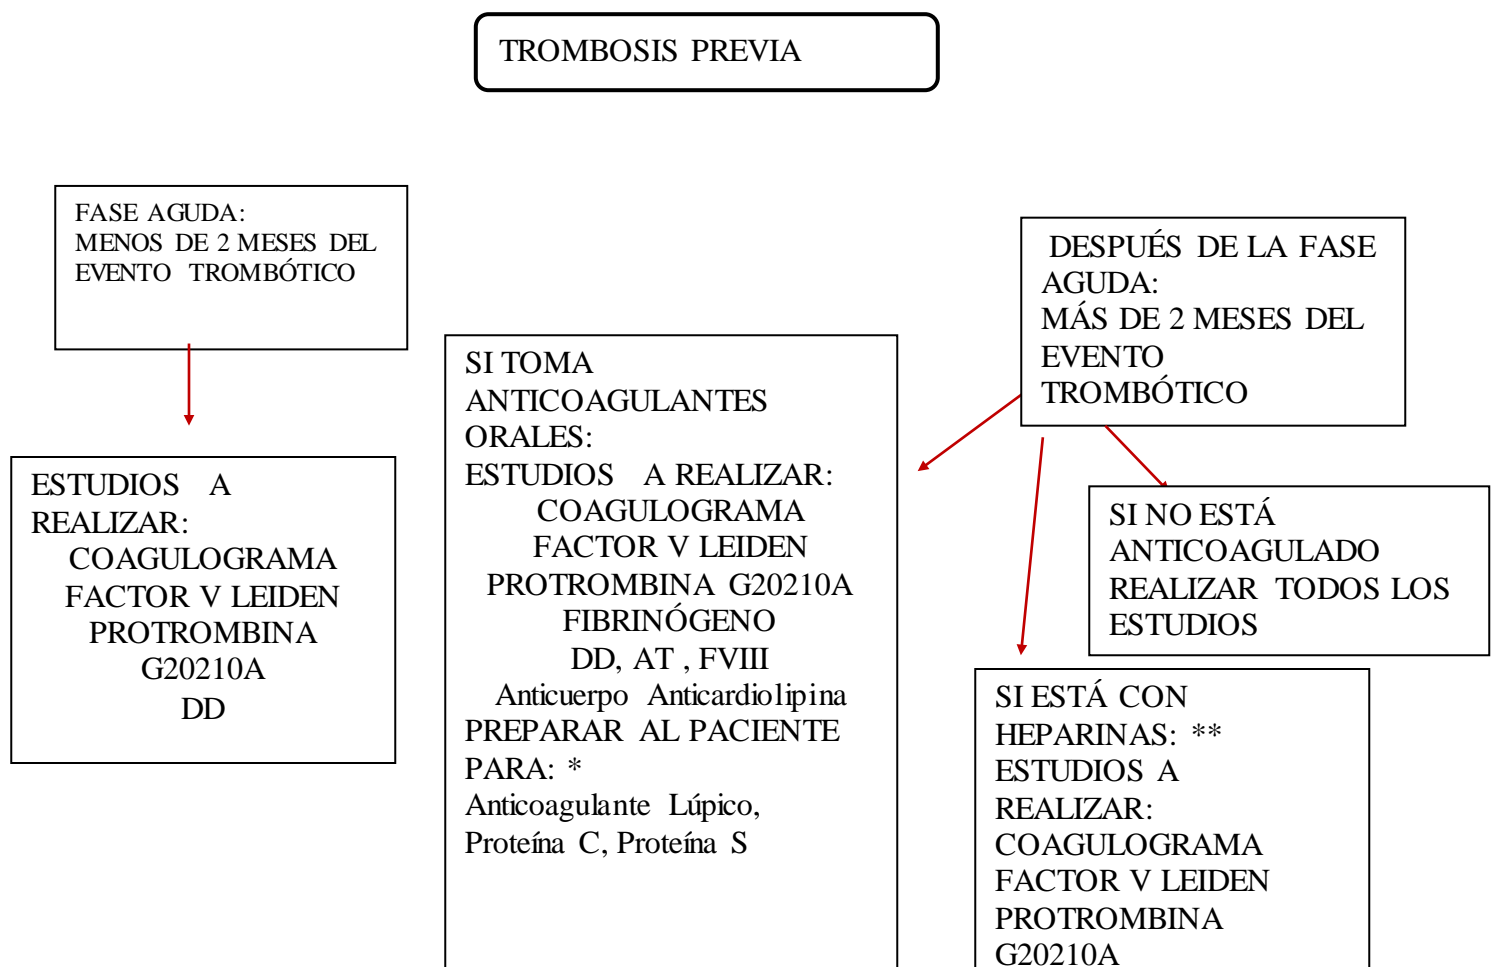 TROMBOSIS PREVIA
FASE AGUDA:
MENOS DE 2 MESES DEL
EVENTO TROMBÓTICO
ESTUDIOS A
REALIZAR:
COAGULOGRAMA
FACTOR V LEIDEN
PROTROMBINA
G20210A
DD
SI TOMA
ANTICOAGULANTES
ORALES:
ESTUDIOS A REALIZAR:
COAGULOGRAMA
FACTOR V LEIDEN
PROTROMBINA G20210A
FIBRINÓGENO
DD, AT , FVIII
Anticuerpo Anticardiolipina
PREPARAR AL PACIENTE
PARA: *
Anticoagulante Lúpico,
Proteína C, Proteína S
DESPUÉS DE LA FASE
AGUDA:
MÁS DE 2 MESES DEL
EVENTO
TROMBÓTICO
SI NO ESTÁ
ANTICOAGULADO
REALIZAR TODOS LOS
ESTUDIOS
SI ESTÁ CON
HEPARINAS: **
ESTUDIOS A
REALIZAR:
COAGULOGRAMA
FACTOR V LEIDEN
PROTROMBINA
G20210A